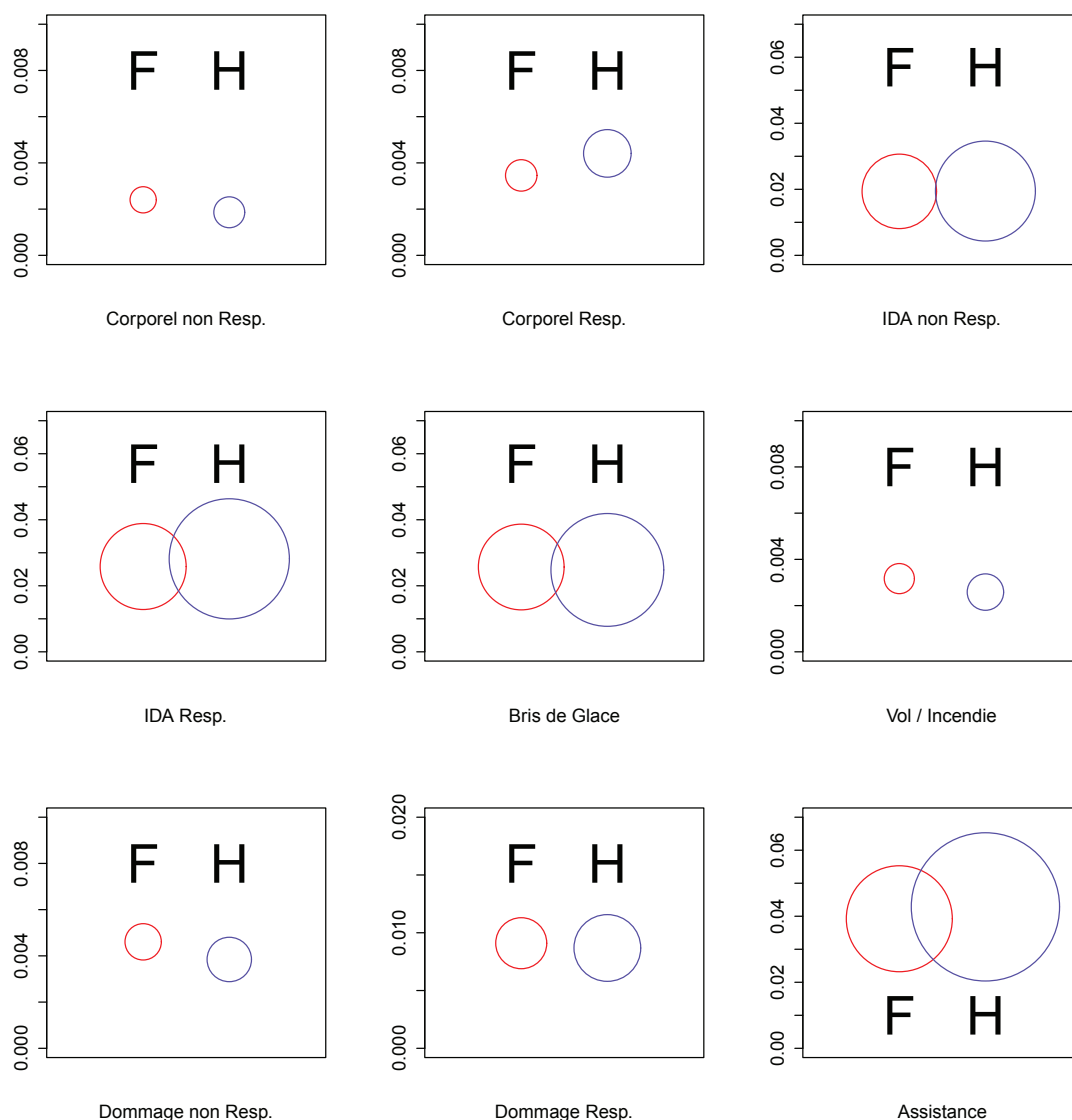 0.008
0.004
0.000
F H
Corporel non Resp.
0.008
0.004
0.000
F H
Corporel Resp.
0.06
0.04
0.02
0.00
F H
IDA non Resp.
0.06
0.04
0.02
0.00
F H
IDA Resp.
0.06
0.04
0.02
0.00
F H
Bris de Glace
0.008
0.004
0.000
F H
Vol / Incendie
0.008
0.004
0.000
F H
Dommage non Resp.
0.020
0.010
0.000
F H
Dommage Resp.
0.06
0.04
0.02
0.00
F H
Assistance